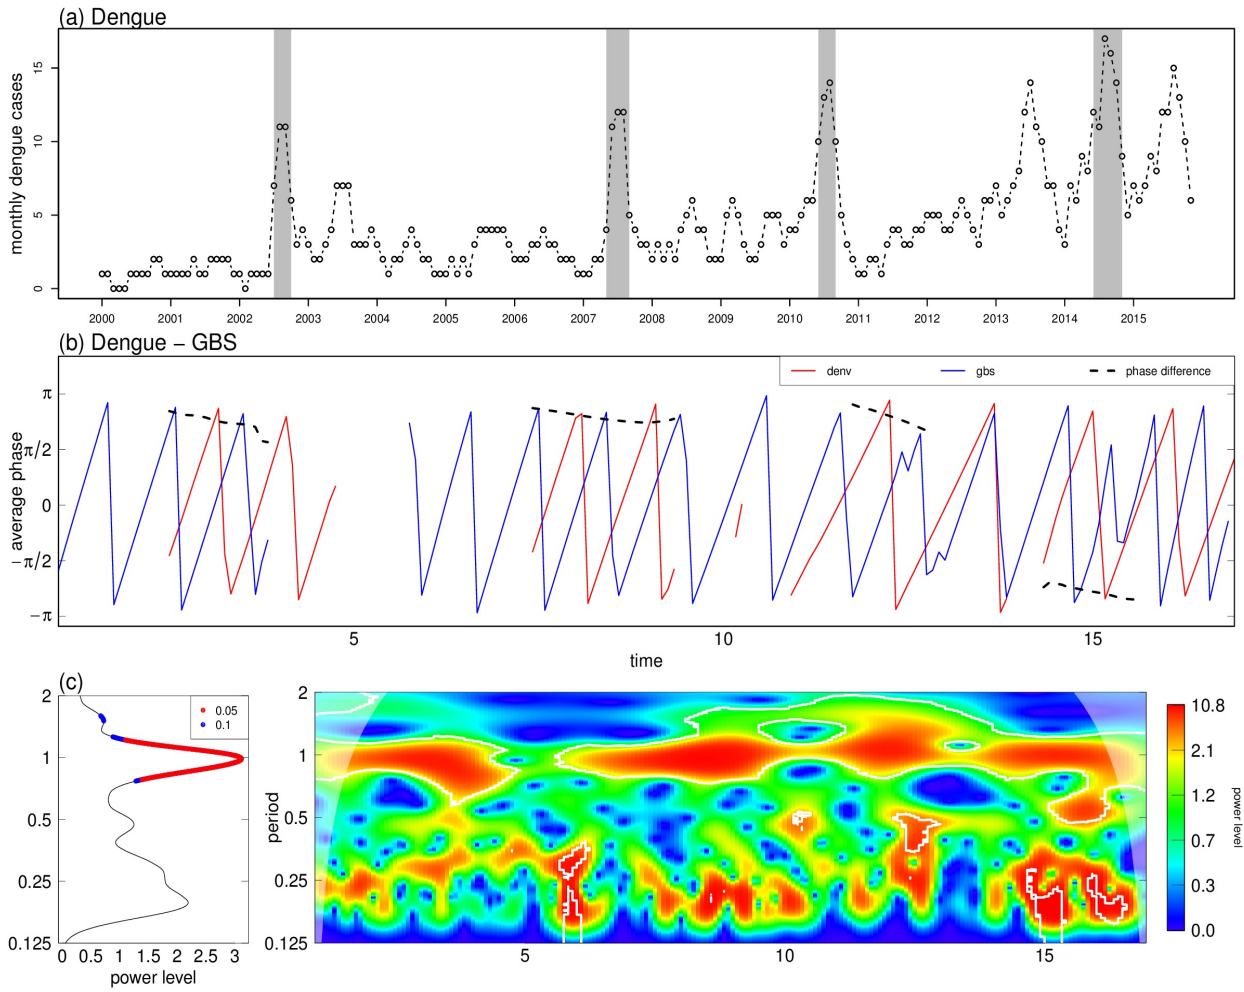 (a) Dengue
monthly dengue cases
15
10
5
0
2000 2001 2002 2003 2004 2005 2006 2007 2008 2009 2010 2011 2012 2013 2014 2015
(b) Dengue − GBS
denv gbs phase difference
average phase
π
π/2
0
−π/2
−π
5 10 15
time
(c)
0.05
0.1
2
1
0.5
0.25
0.125
0 0.5 1 1.5 2 2.5 3
power level
period
2
1
0.5
0.25
0.125
5 10 15
10.8
2.1
1.2
0.7
0.3
0.0
power level